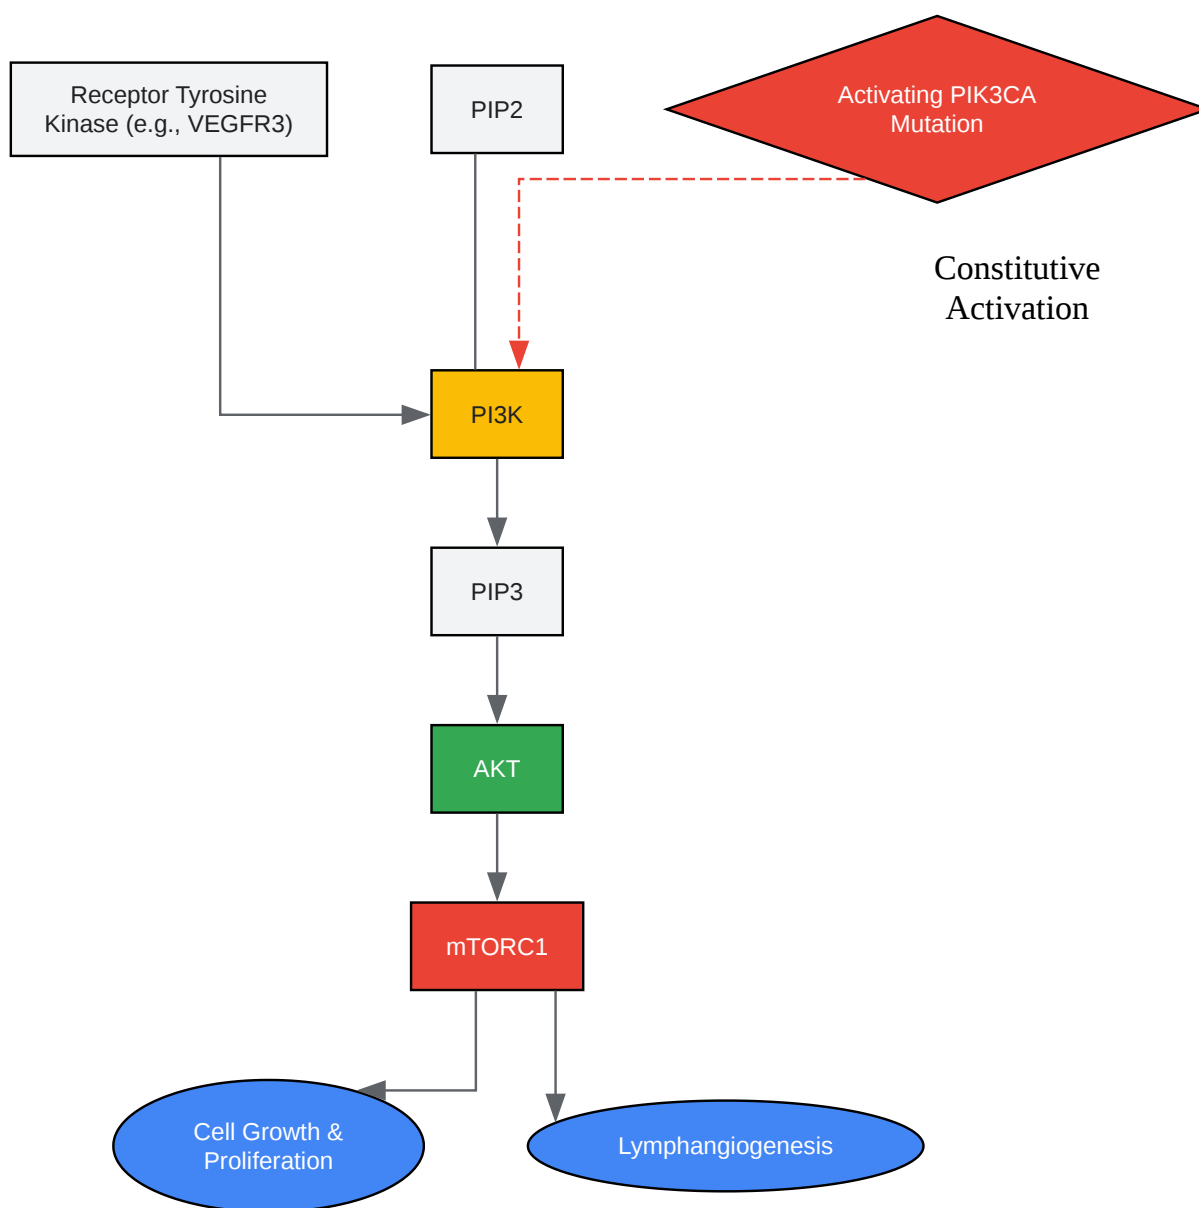 Receptor Tyrosine
Kinase (e.g., VEGFR3)
PIP2
Activating PIK3CA
Mutation
Constitutive
Activation
PI3K
PIP3
AKT
mTORC1
Cell Growth &
Proliferation
Lymphangiogenesis